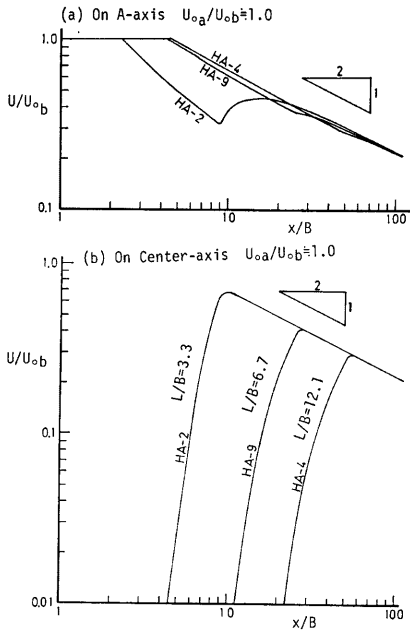 (a) On A-axis U₀a/U₀b≒1.0
1.0
U/U₀b
0.1
HA-4
HA-9
HA-2
2
1
1
10
100
x/B
(b) On Center-axis U₀a/U₀b≒1.0
1.0
U/U₀b
0.1
0.01
2
1
L/B=3.3
HA-2
L/B=6.7
HA-9
L/B=12.1
HA-4
1
10
100
x/B